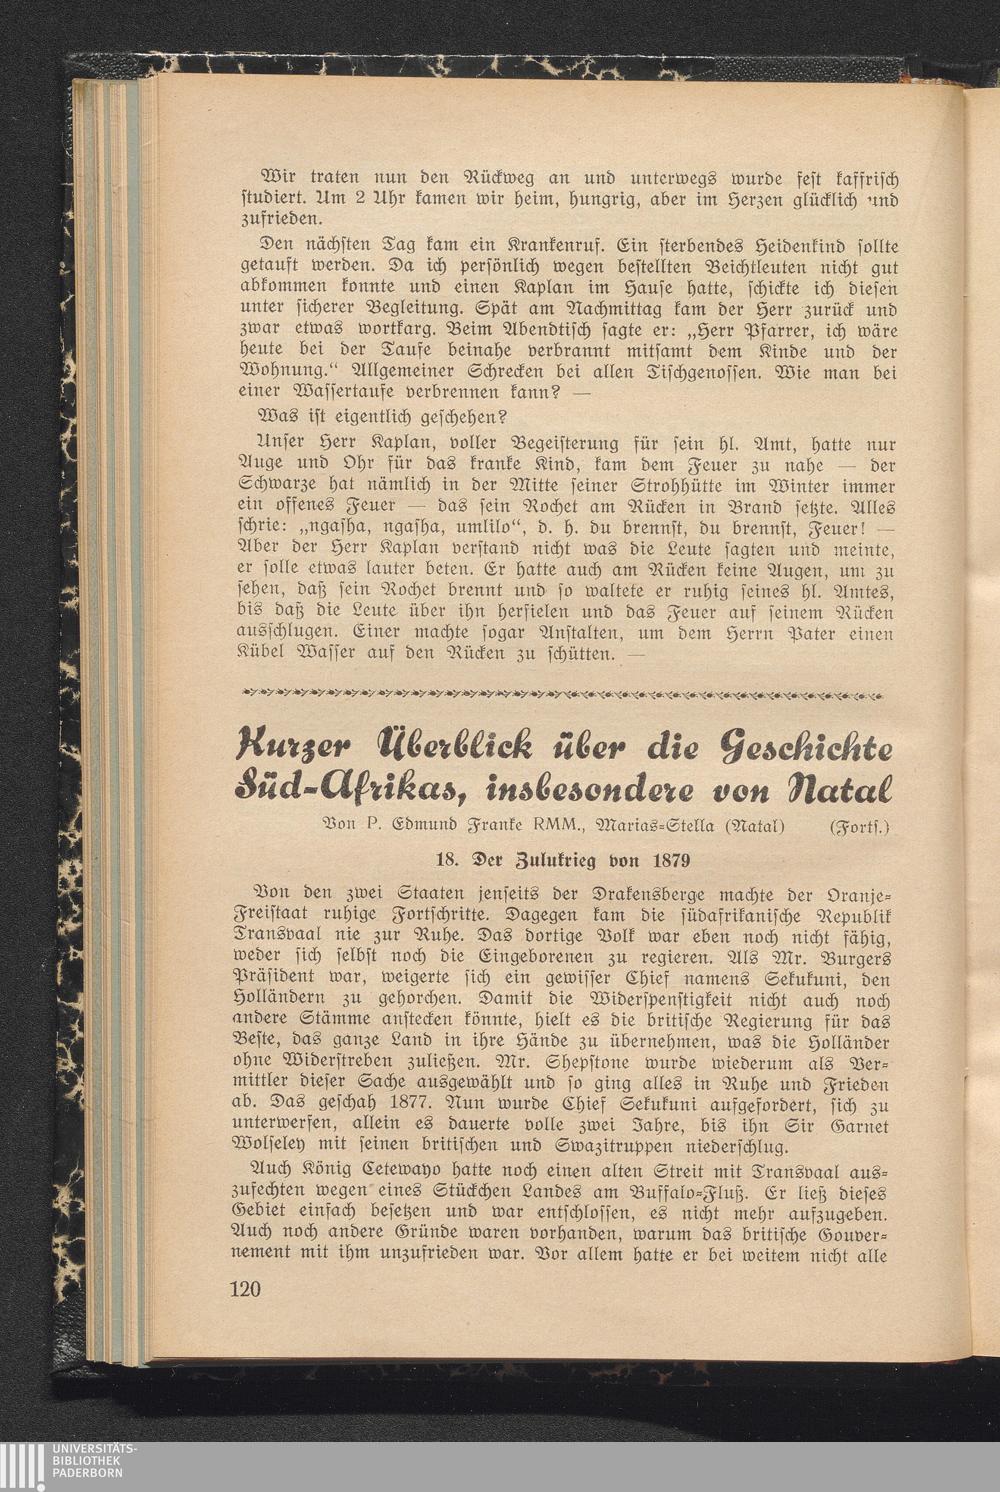 Wir traten nun den Rückweg an und unterwegs wurde fest kaffrisch
studiert. Um 2 Uhr kamen wir heim, hungrig, aber im Herzen glücklich und
zufrieden.
Den nächsten Tag kam ein Krankenruf. Ein sterbendes Heidenkind sollte
getauft werden. Da ich persönlich wegen bestellten Beichtleuten nicht gut
abkommen konnte und einen Kaplan im Hause hatte, schickte ich diesen
unter sicherer Begleitung. Spät am Nachmittag kam der Herr zurück und
zwar etwas wortkarg. Beim Abendtisch sagte er: „Herr Pfarrer, ich wäre
heute bei der Taufe beinahe verbrannt mitsamt dem Kinde und der
Wohnung.“ Allgemeiner Schrecken bei allen Tischgenossen. Wie man bei
einer Wassertaufe verbrennen kann? —
Was ist eigentlich geschehen?
Unser Herr Kaplan, voller Begeisterung für sein hl. Amt, hatte nur
Auge und Ohr für das kranke Kind, kam dem Feuer zu nahe — der
Schwarze hat nämlich in der Mitte seiner Strohhütte im Winter immer
ein offenes Feuer — das sein Rochet am Rücken in Brand setzte. Alles
schrie: „ngasha, ngasha, umlilo“, d. h. du brennst, du brennst, Feuer! —
Aber der Herr Kaplan verstand nicht was die Leute sagten und meinte,
er solle etwas lauter beten. Er hatte auch am Rücken keine Augen, um zu
sehen, daß sein Rochet brennt und so waltete er ruhig seines hl. Amtes,
bis daß die Leute über ihn herfielen und das Feuer auf seinem Rücken
ausschlugen. Einer machte sogar Anstalten, um dem Herrn Pater einen
Kübel Wasser auf den Rücken zu schütten. —
Kurzer Überblick über die Geschichte
Süd-Afrikas, insbesondere von Natal
Von P. Edmund Franke RMM., Marias-Stella (Natal) (Forts.)
18. Der Zulukrieg von 1879
Von den zwei Staaten jenseits der Drakensberge machte der Oranje-
Freistaat ruhige Fortschritte. Dagegen kam die südafrikanische Republik
Transvaal nie zur Ruhe. Das dortige Volk war eben noch nicht fähig,
weder sich selbst noch die Eingeborenen zu regieren. Als Mr. Burgers
Präsident war, weigerte sich ein gewisser Chief namens Sekukuni, den
Holländern zu gehorchen. Damit die Widerspenstigkeit nicht auch noch
andere Stämme anstecken könnte, hielt es die britische Regierung für das
Beste, das ganze Land in ihre Hände zu übernehmen, was die Holländer
ohne Widerstreben zuließen. Mr. Shepstone wurde wiederum als Ver-
mittler dieser Sache ausgewählt und so ging alles in Ruhe und Frieden
ab. Das geschah 1877. Nun wurde Chief Sekukuni aufgefordert, sich zu
unterwerfen, allein es dauerte volle zwei Jahre, bis ihn Sir Garnet
Wolseley mit seinen britischen und Swazitruppen niederschlug.
Auch König Cetewayo hatte noch einen alten Streit mit Transvaal aus-
zufechten wegen eines Stückchen Landes am Buffalo-Fluß. Er ließ dieses
Gebiet einfach besetzen und war entschlossen, es nicht mehr aufzugeben.
Auch noch andere Gründe waren vorhanden, warum das britische Gouver-
nement mit ihm unzufrieden war. Vor allem hatte er bei weitem nicht alle
120
UNIVERSITÄTS-
BIBLIOTHEK
PADERBORN